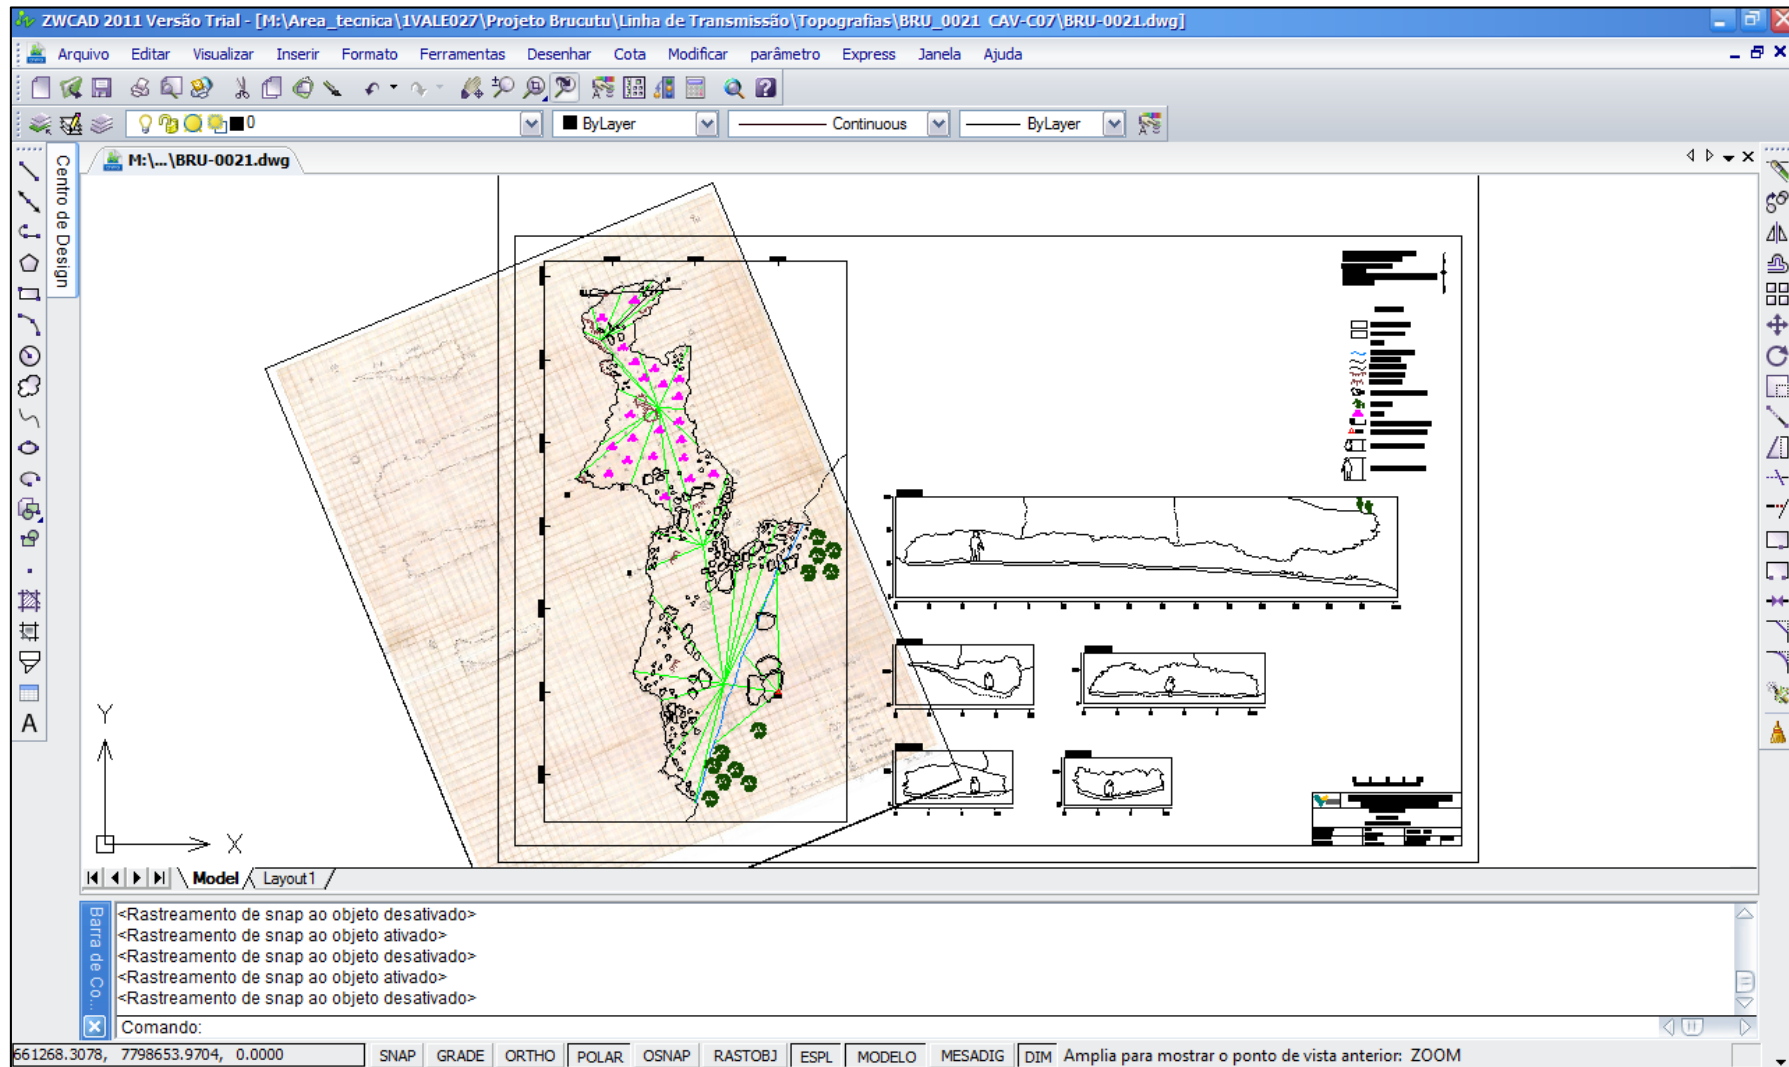 ZWCAD 2011 Versão Trial - [M:\Area_tecnica\1VALE027\Projeto Brucutu\Linha de Transmissão\Topografias\BRU_0021 CAV-C07\BRU-0021.dwg]
Arquivo Editar Visualizar Inserir Formato Ferramentas Desenhar Cota Modificar parâmetro Express Janela Ajuda
0 ByLayer Continuous ByLayer
M:\...\BRU-0021.dwg
Centro de Design
Y
X
Model Layout1
Barra de Co...
<Rastreamento de snap ao objeto desativado>
<Rastreamento de snap ao objeto ativado>
<Rastreamento de snap ao objeto desativado>
<Rastreamento de snap ao objeto ativado>
<Rastreamento de snap ao objeto desativado>
Comando:
661268.3078, 7798653.9704, 0.0000 SNAP GRADE ORTHO POLAR OSNAP RASTOBJ ESPL MODELO MESADIG DIM Amplia para mostrar o ponto de vista anterior: ZOOM